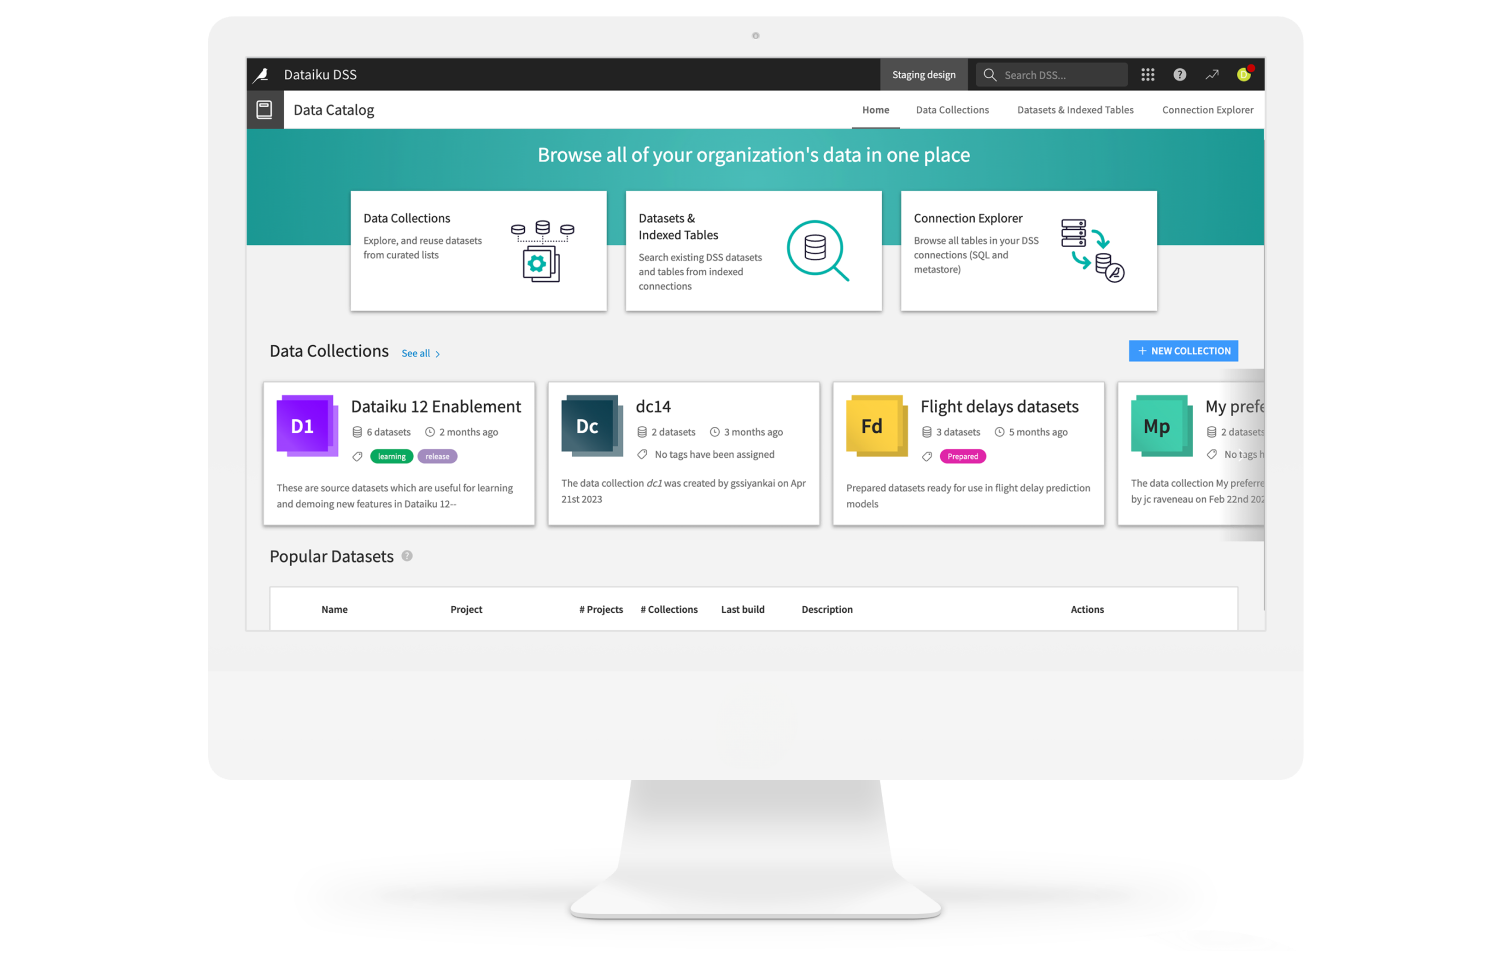 Dataiku DSS
Staging design
Search DSS...
?
D
Data Catalog
Home
Data Collections
Datasets & Indexed Tables
Connection Explorer
Browse all of your organization's data in one place
Data Collections
Explore, and reuse datasets
from curated lists
Datasets &
Indexed Tables
Search existing DSS datasets
and tables from indexed
connections
Connection Explorer
Browse all tables in your DSS
connections (SQL and
metastore)
Data Collections
See all >
+ NEW COLLECTION
D1
Dataiku 12 Enablement
6 datasets
2 months ago
learning
release
These are source datasets which are useful for learning
and demoing new features in Dataiku 12--
Dc
dc14
2 datasets
3 months ago
No tags have been assigned
The data collection dc1 was created by gssiyankai on Apr
21st 2023
Fd
Flight delays datasets
3 datasets
5 months ago
Prepared
Prepared datasets ready for use in flight delay prediction
models
Mp
My prefe
2 datasets
No tags h
The data collection My preferre
by jc raveneau on Feb 22nd 202
Popular Datasets ?
Name
Project
# Projects
# Collections
Last build
Description
Actions